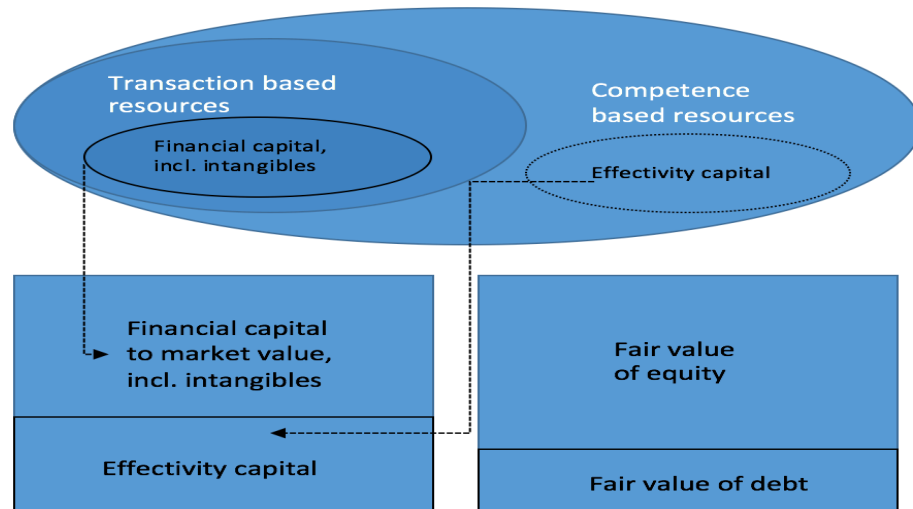 Transaction based
resources
Financial capital,
incl. intangibles
Competence
based resources
Effectivity capital
Financial capital
to market value,
incl. intangibles
Effectivity capital
Fair value
of equity
Fair value of debt